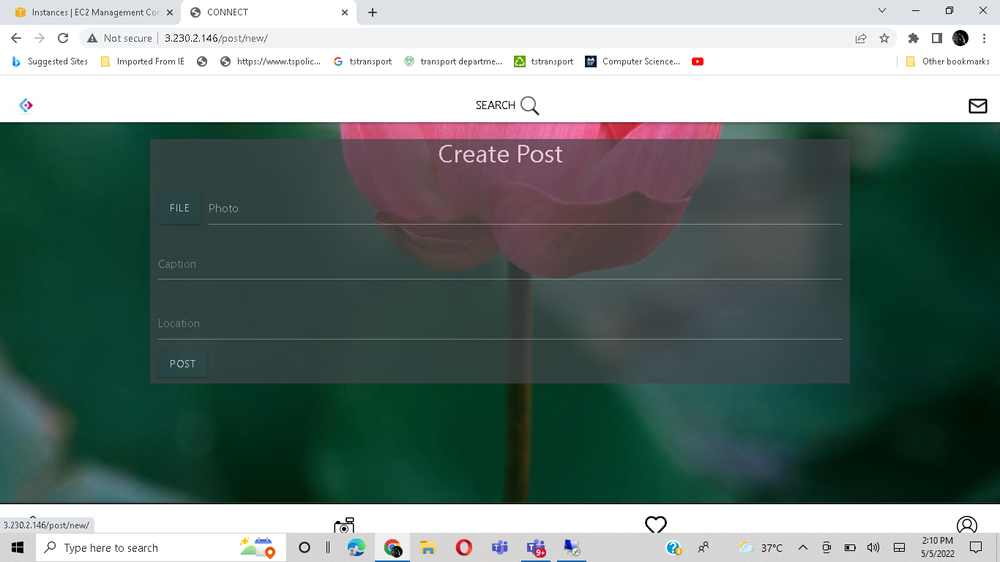 Instances | EC2 Management Con
CONNECT
Not secure
3.230.2.146/post/new/
Suggested Sites
Imported From IE
https://www.tspolic...
tstransport
transport departme...
tstransport
Computer Science...
Other bookmarks
SEARCH
Create Post
FILE
Photo
Caption
Location
POST
3.230.2.146/post/new/
Type here to search
9+
37°C
2:10 PM
5/5/2022